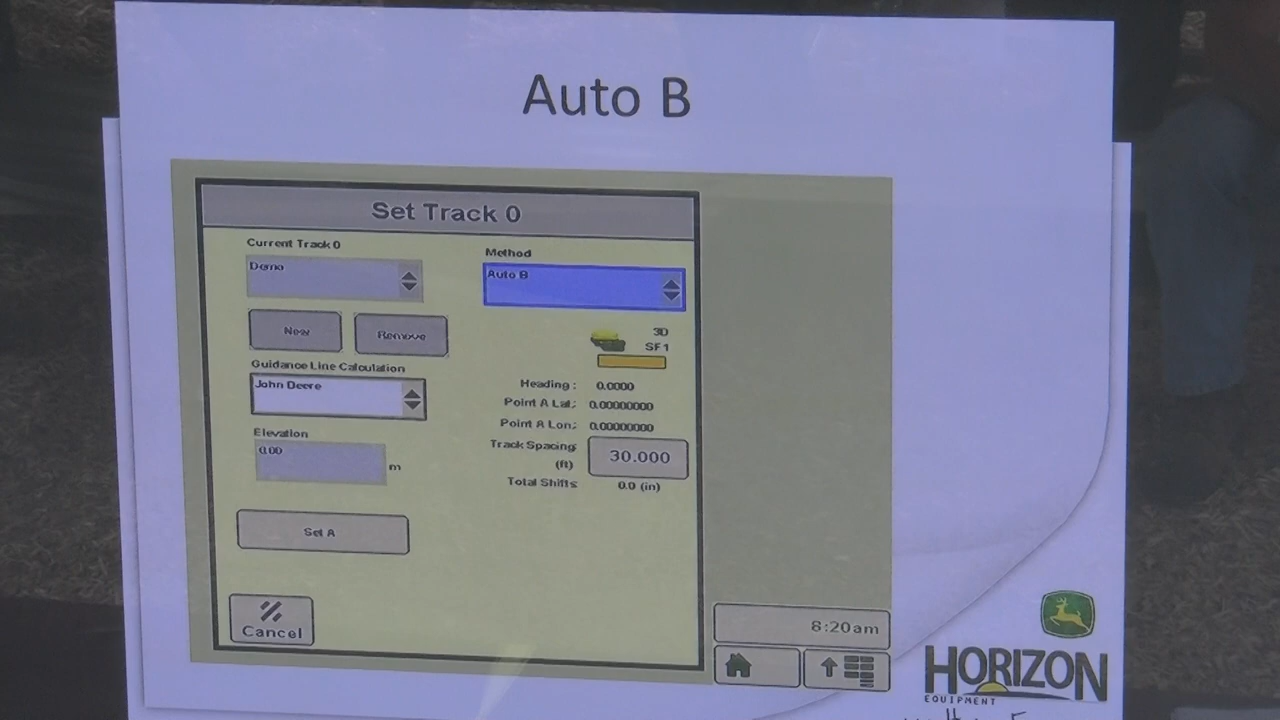 Auto B
Set Track 0
Current Track 0
Demo
New
Remove
Guidance Line Calculation
John Deere
Elevation
0.00
m
Set A
Cancel
Method
Auto B
3D
SF1
Heading: 0.0000
Point A Lat: 0.00000000
Point A Lon: 0.00000000
Track Spacing (ft)
30.000
Total Shifts 0.0 (in)
8:20am
HORIZON
EQUIPMENT